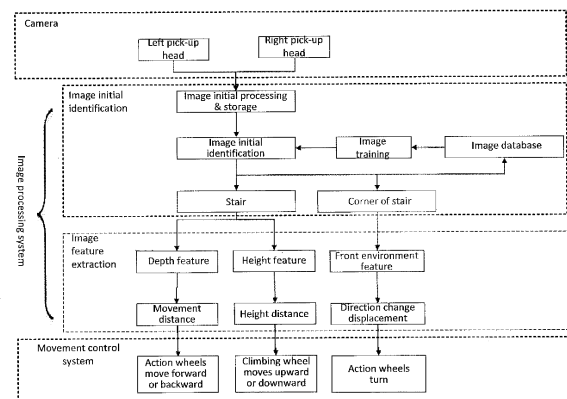 Camera
Left pick-up
head
Right pick-up
head
Image initial
identification
Image initial processing
& storage
Image initial
identification
Image
training
Image database
Stair
Corner of stair
Image processing system
Image
feature
extraction
Depth feature
Height feature
Front environment
feature
Movement
distance
Height distance
Direction change
displacement
Movement control
system
Action wheels
move forward
or backward
Climbing wheel
moves upward
or downward
Action wheels
turn